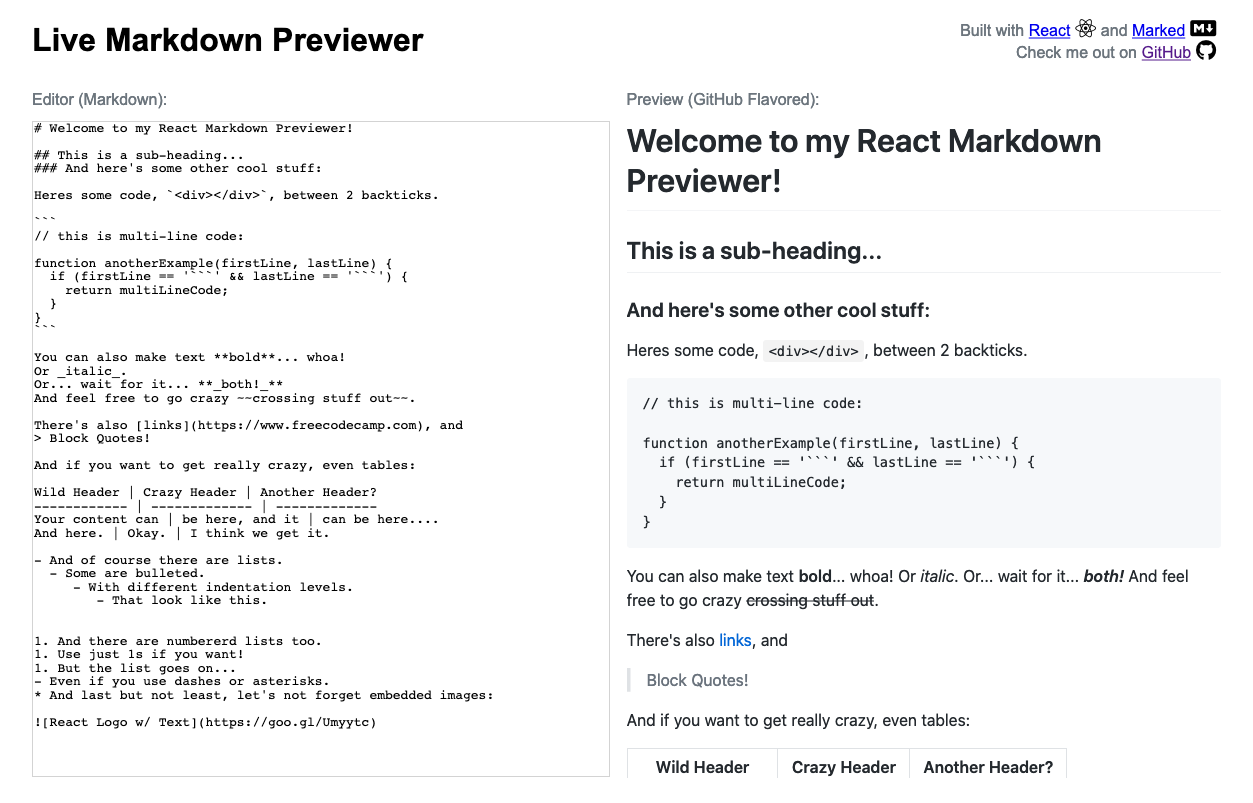 Live Markdown Previewer
Built with React and Marked
Check me out on GitHub
Editor (Markdown):
# Welcome to my React Markdown Previewer!
## This is a sub-heading...
### And here's some other cool stuff:
Heres some code, `<div></div>`, between 2 backticks.
```
// this is multi-line code:
function anotherExample(firstLine, lastLine) {
  if (firstLine == '```' && lastLine == '```') {
    return multiLineCode;
  }
}
```
You can also make text **bold**... whoa!
Or _italic_.
Or... wait for it... **_both!_**
And feel free to go crazy ~~crossing stuff out~~.
There's also [links](https://www.freecodecamp.com), and
> Block Quotes!
And if you want to get really crazy, even tables:
Wild Header | Crazy Header | Another Header?
------------ | ------------- | -------------
Your content can | be here, and it | can be here....
And here. | Okay. | I think we get it.
- And of course there are lists.
  - Some are bulleted.
     - With different indentation levels.
        - That look like this.
1. And there are numbererd lists too.
1. Use just 1s if you want!
1. But the list goes on...
- Even if you use dashes or asterisks.
* And last but not least, let's not forget embedded images:
![React Logo w/ Text](https://goo.gl/Umyytc)
Preview (GitHub Flavored):
Welcome to my React Markdown
Previewer!
This is a sub-heading...
And here's some other cool stuff:
Heres some code, <div></div>, between 2 backticks.
// this is multi-line code:
function anotherExample(firstLine, lastLine) {
  if (firstLine == '```' && lastLine == '```') {
    return multiLineCode;
  }
}
You can also make text bold... whoa! Or italic. Or... wait for it... both! And feel
free to go crazy crossing stuff out.
There's also links, and
Block Quotes!
And if you want to get really crazy, even tables:
Wild Header Crazy Header Another Header?